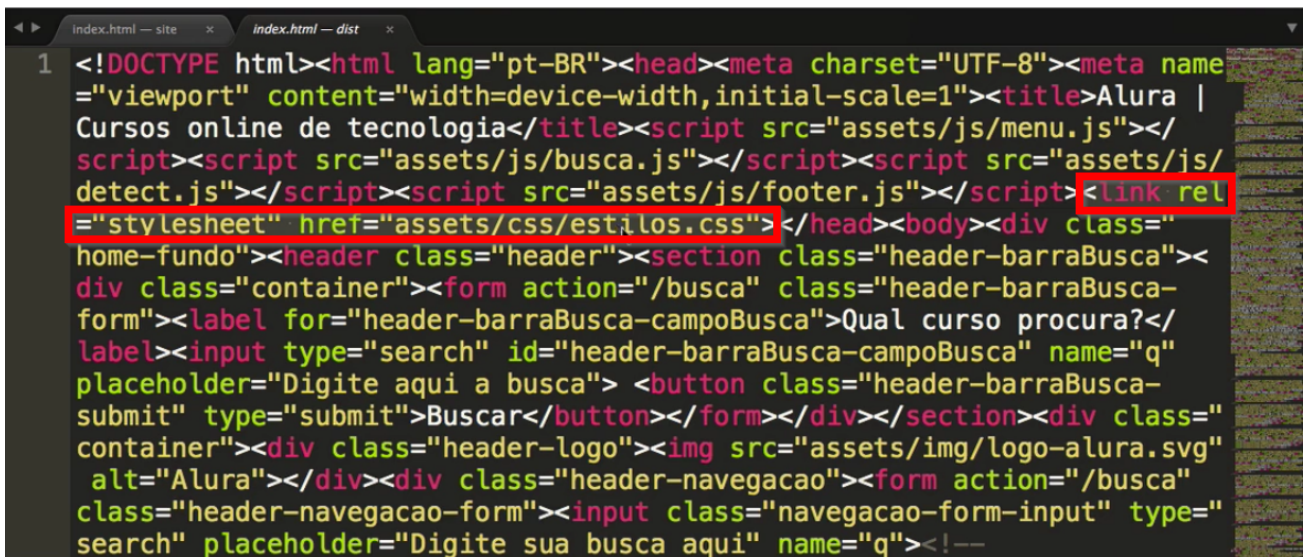 index.html — site × index.html — dist ×
1 <!DOCTYPE html><html lang="pt-BR"><head><meta charset="UTF-8"><meta name
="viewport" content="width=device-width,initial-scale=1"><title>Alura |
Cursos online de tecnologia</title><script src="assets/js/menu.js"></
script><script src="assets/js/busca.js"></script><script src="assets/js/
detect.js"></script><script src="assets/js/footer.js"></script><link rel
="stylesheet" href="assets/css/estilos.css"></head><body><div class="
home-fundo"><header class="header"><section class="header-barraBusca"><
div class="container"><form action="/busca" class="header-barraBusca-
form"><label for="header-barraBusca-campoBusca">Qual curso procura?</
label><input type="search" id="header-barraBusca-campoBusca" name="q"
placeholder="Digite aqui a busca"> <button class="header-barraBusca-
submit" type="submit">Buscar</button></form></div></section><div class="
container"><div class="header-logo"><img src="assets/img/logo-alura.svg"
alt="Alura"></div><div class="header-navegacao"><form action="/busca"
class="header-navegacao-form"><input class="navegacao-form-input" type="
search" placeholder="Digite sua busca aqui" name="q"><!--